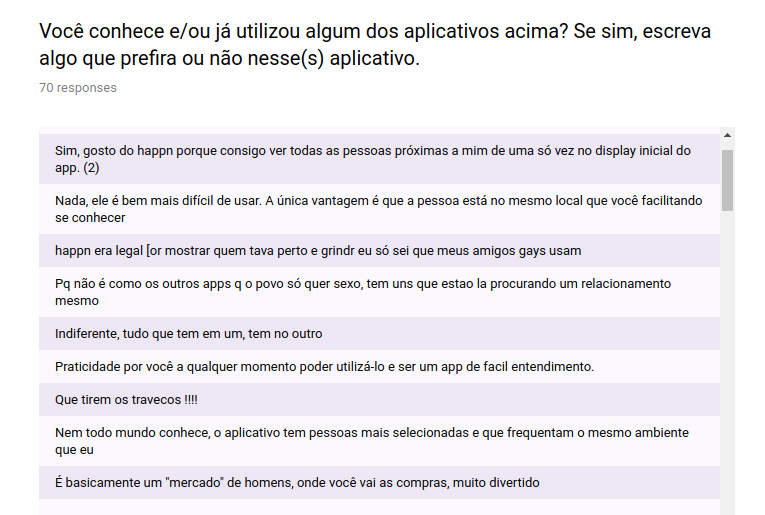 Você conhece e/ou já utilizou algum dos aplicativos acima? Se sim, escreva
algo que prefira ou não nesse(s) aplicativo.
70 responses
Sim, gosto do happn porque consigo ver todas as pessoas próximas a mim de uma só vez no display inicial do
app. (2)
Nada, ele é bem mais difícil de usar. A única vantagem é que a pessoa está no mesmo local que você facilitando
se conhecer
happn era legal [or mostrar quem tava perto e grindr eu só sei que meus amigos gays usam
Pq não é como os outros apps q o povo só quer sexo, tem uns que estao la procurando um relacionamento
mesmo
Indiferente, tudo que tem em um, tem no outro
Praticidade por você a qualquer momento poder utilizá-lo e ser um app de facil entendimento.
Que tirem os travecos !!!!
Nem todo mundo conhece, o aplicativo tem pessoas mais selecionadas e que frequentam o mesmo ambiente
que eu
É basicamente um "mercado" de homens, onde você vai as compras, muito divertido